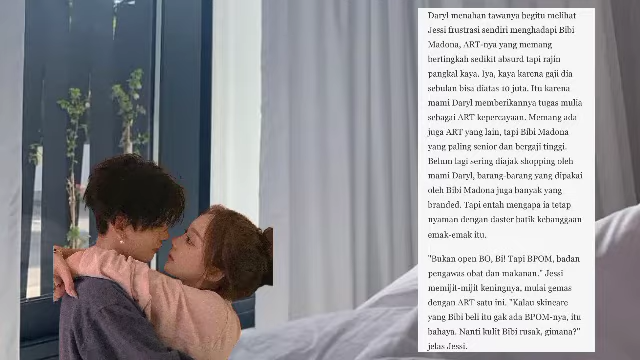 Daryl menahan tawanya begitu melihat
Jessi frustrasi sendiri menghadapi Bibi
Madona, ART-nya yang memang
bertingkah sedikit absurd tapi rajin
pangkal kaya. Iya, kaya karena gaji dia
sebulan bisa diatas 10 juta. Itu karena
mami Daryl memberikannya tugas mulia
sebagai ART kepercayaan. Memang ada
juga ART yang lain, tapi Bibi Madona
yang paling senior dan bergaji tinggi.
Belum lagi sering diajak shopping oleh
mami Daryl, barang-barang yang dipakai
oleh Bibi Madona juga banyak yang
branded. Tapi entah mengapa ia tetap
nyaman dengan daster batik kebanggaan
emak-emak itu.
"Bukan open BO, Bi! Tapi BPOM, badan
pengawas obat dan makanan." Jessi
memijit-mijit keningnya, mulai gemas
dengan ART satu ini. "Kalau skincare
yang Bibi beli itu gak ada BPOM-nya, itu
bahaya. Nanti kulit Bibi rusak, gimana?"
jelas Jessi.